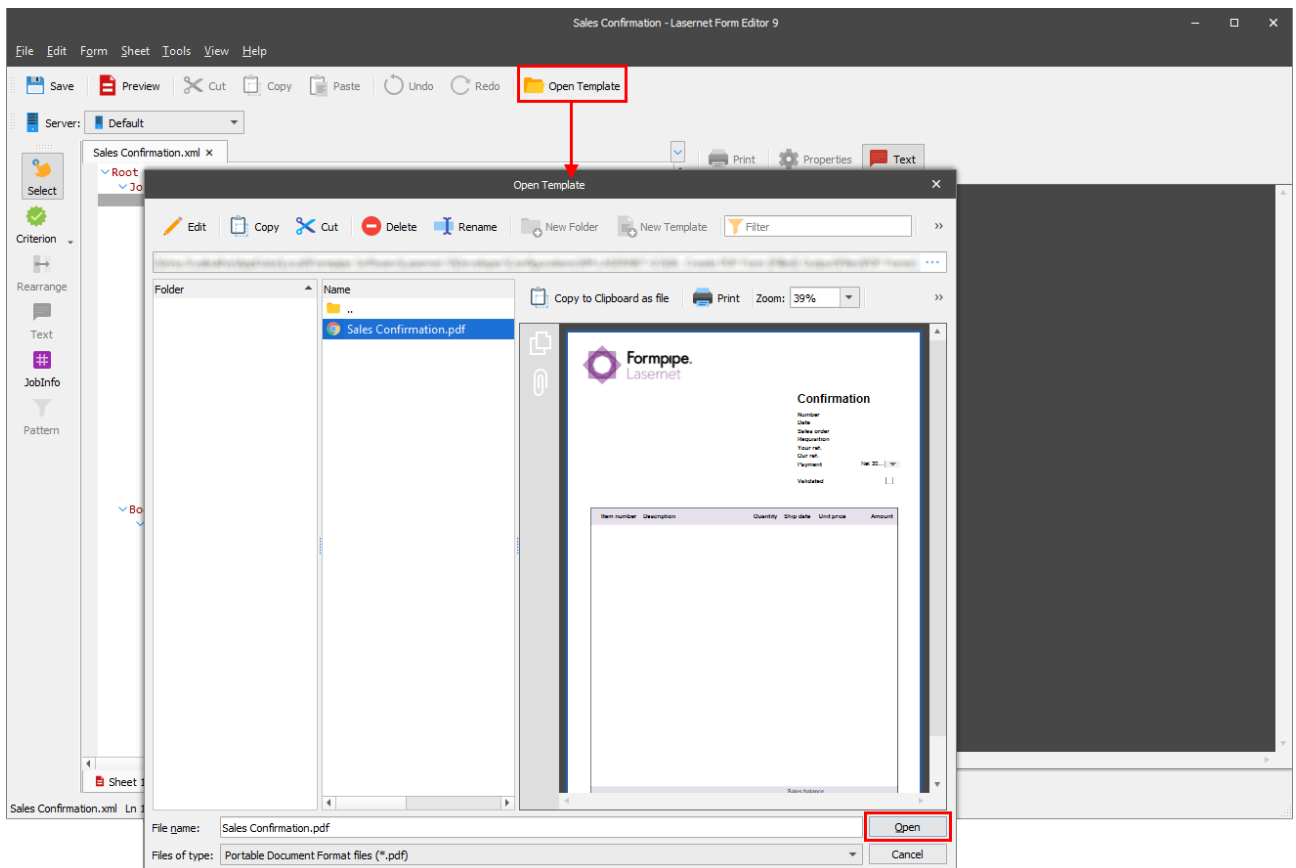 Sales Confirmation - Lasernet Form Editor 9
File Edit Form Sheet Tools View Help
Save Preview Cut Copy Paste Undo Redo Open Template
Server: Default
Sales Confirmation.xml
Print Properties Text
Select
Criterion
Rearrange
Text
JobInfo
Pattern
Root
Jo
Bo
Open Template
Edit Copy Cut Delete Rename New Folder New Template Filter
Folder
Name
..
Sales Confirmation.pdf
Copy to Clipboard as file Print Zoom: 39%
Formpipe.
Lasernet
Confirmation
Number
Date
Sales order
Requisition
Your ref.
Our ref.
Payment Net 30...
Validated
Item number Description Quantity Ship date Unit price Amount
Sales balance
Sheet 1
Sales Confirmation.xml Ln 1
File name: Sales Confirmation.pdf Open
Files of type: Portable Document Format files (*.pdf) Cancel